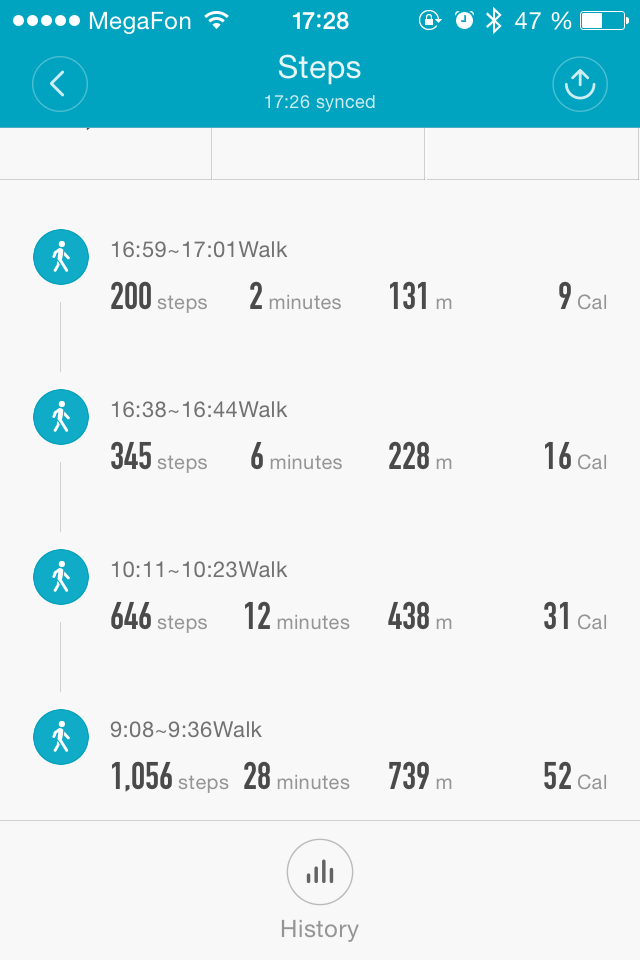 MegaFon 17:28 47 %
Steps
17:26 synced
16:59~17:01Walk
200 steps 2 minutes 131 m 9 Cal
16:38~16:44Walk
345 steps 6 minutes 228 m 16 Cal
10:11~10:23Walk
646 steps 12 minutes 438 m 31 Cal
9:08~9:36Walk
1,056 steps 28 minutes 739 m 52 Cal
History